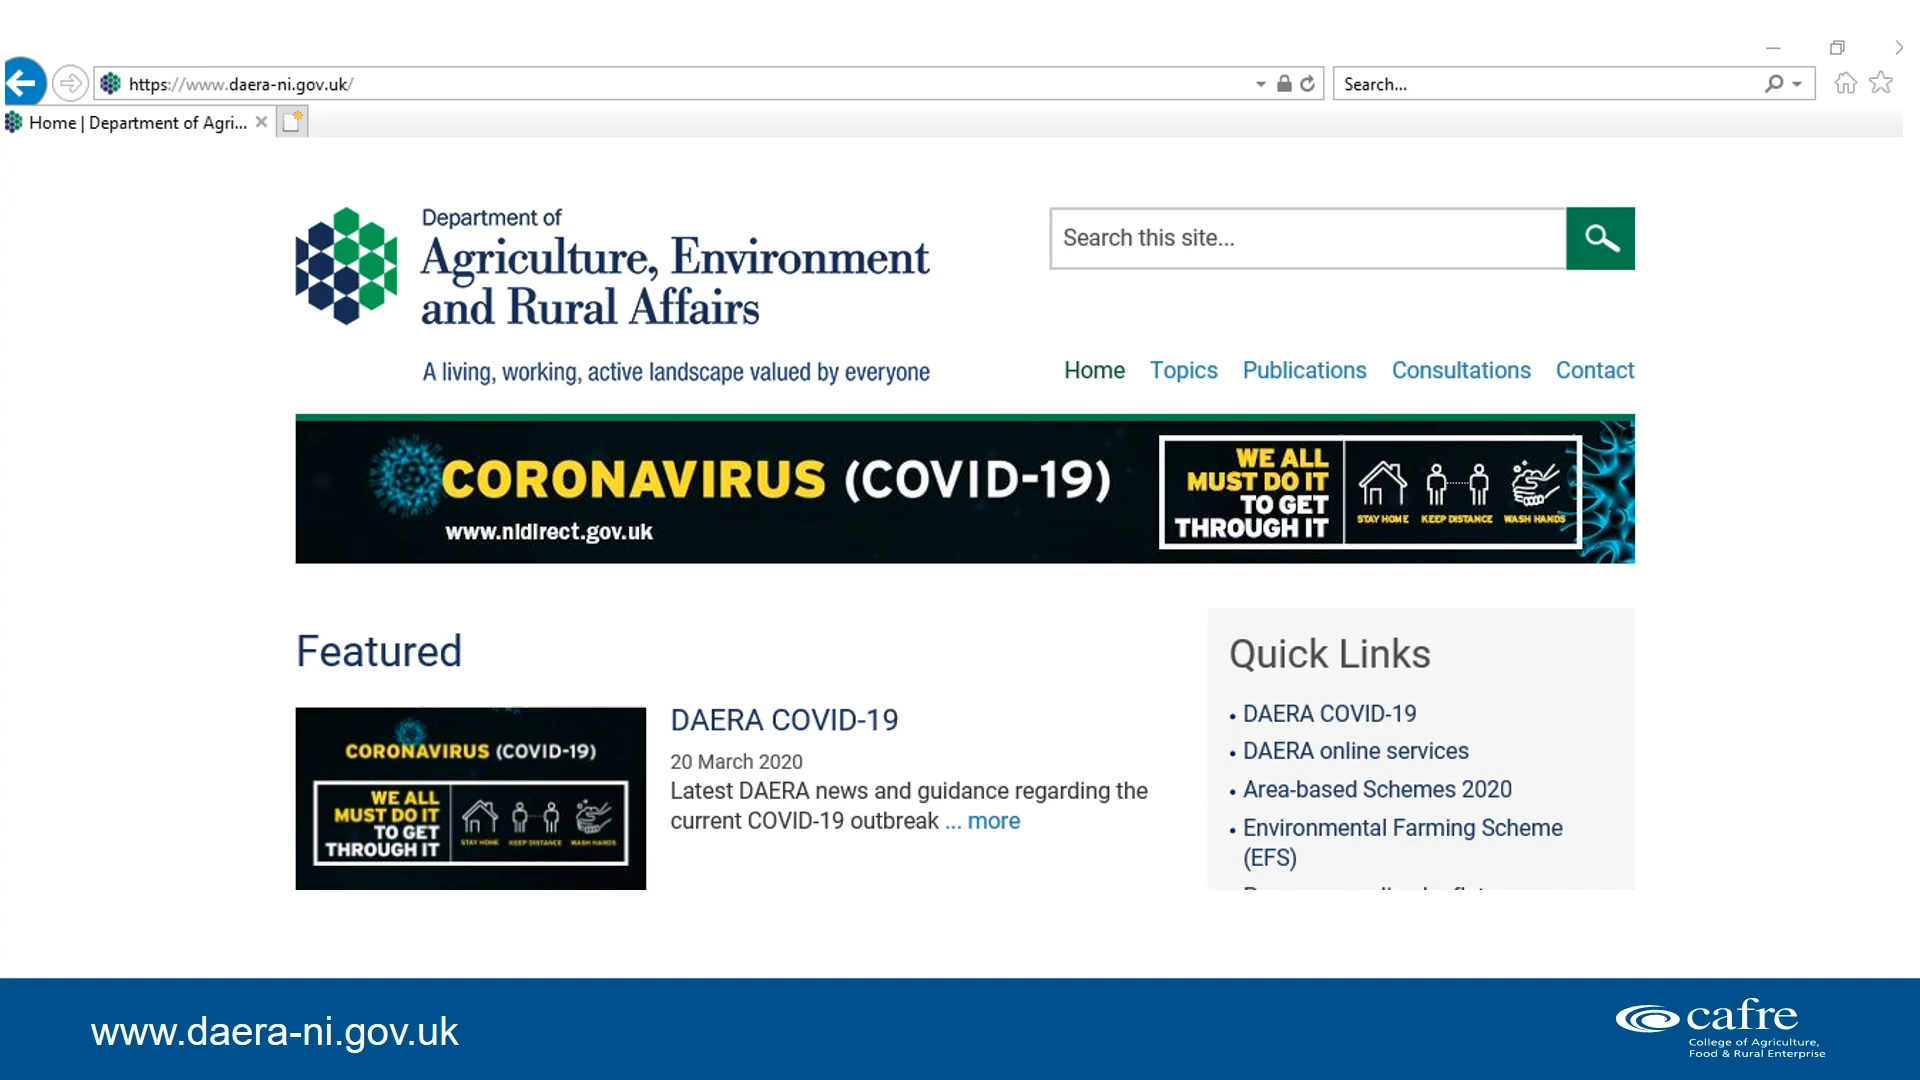 https://www.daera-ni.gov.uk/
Search...
Home | Department of Agri...
Department of
Agriculture, Environment
and Rural Affairs
A living, working, active landscape valued by everyone
Search this site...
Home Topics Publications Consultations Contact
CORONAVIRUS (COVID-19)
www.nidirect.gov.uk
WE ALL
MUST DO IT
TO GET
THROUGH IT
STAY HOME KEEP DISTANCE WASH HANDS
Featured
CORONAVIRUS (COVID-19)
WE ALL
MUST DO IT
TO GET
THROUGH IT
STAY HOME KEEP DISTANCE WASH HANDS
DAERA COVID-19
20 March 2020
Latest DAERA news and guidance regarding the
current COVID-19 outbreak ... more
Quick Links
• DAERA COVID-19
• DAERA online services
• Area-based Schemes 2020
• Environmental Farming Scheme
(EFS)
www.daera-ni.gov.uk
cafre
College of Agriculture,
Food & Rural Enterprise